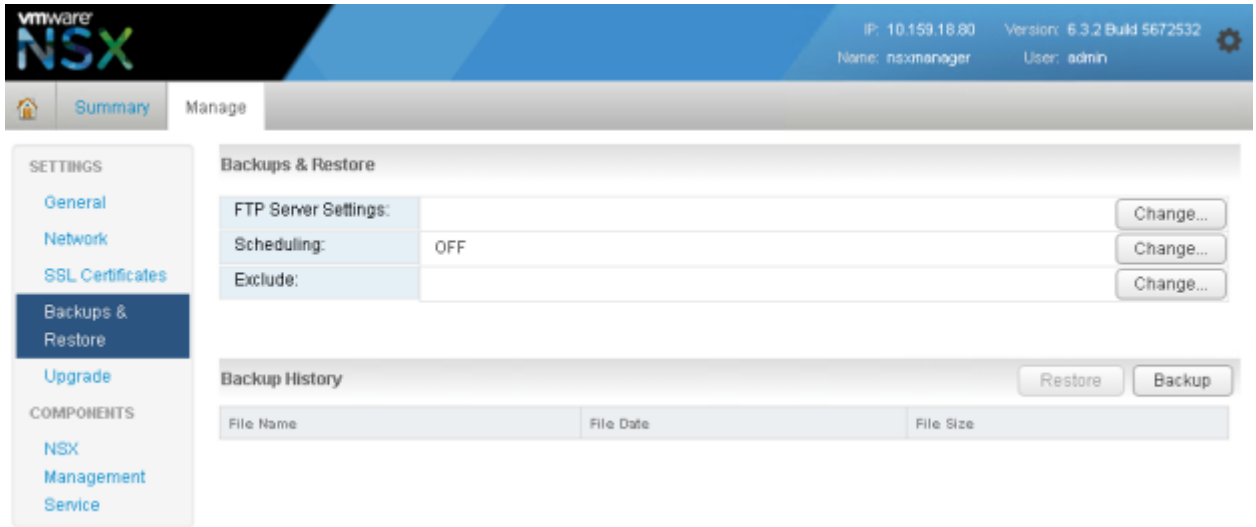 vmware
NSX
IP: 10.159.18.80 Version: 6.3.2 Build 5672532
Name: nsxmanager User: admin
Summary Manage
SETTINGS
General
Network
SSL Certificates
Backups &
Restore
Upgrade
COMPONENTS
NSX
Management
Service
Backups & Restore
FTP Server Settings: Change...
Scheduling: OFF Change...
Exclude: Change...
Backup History Restore Backup
File Name File Date File Size